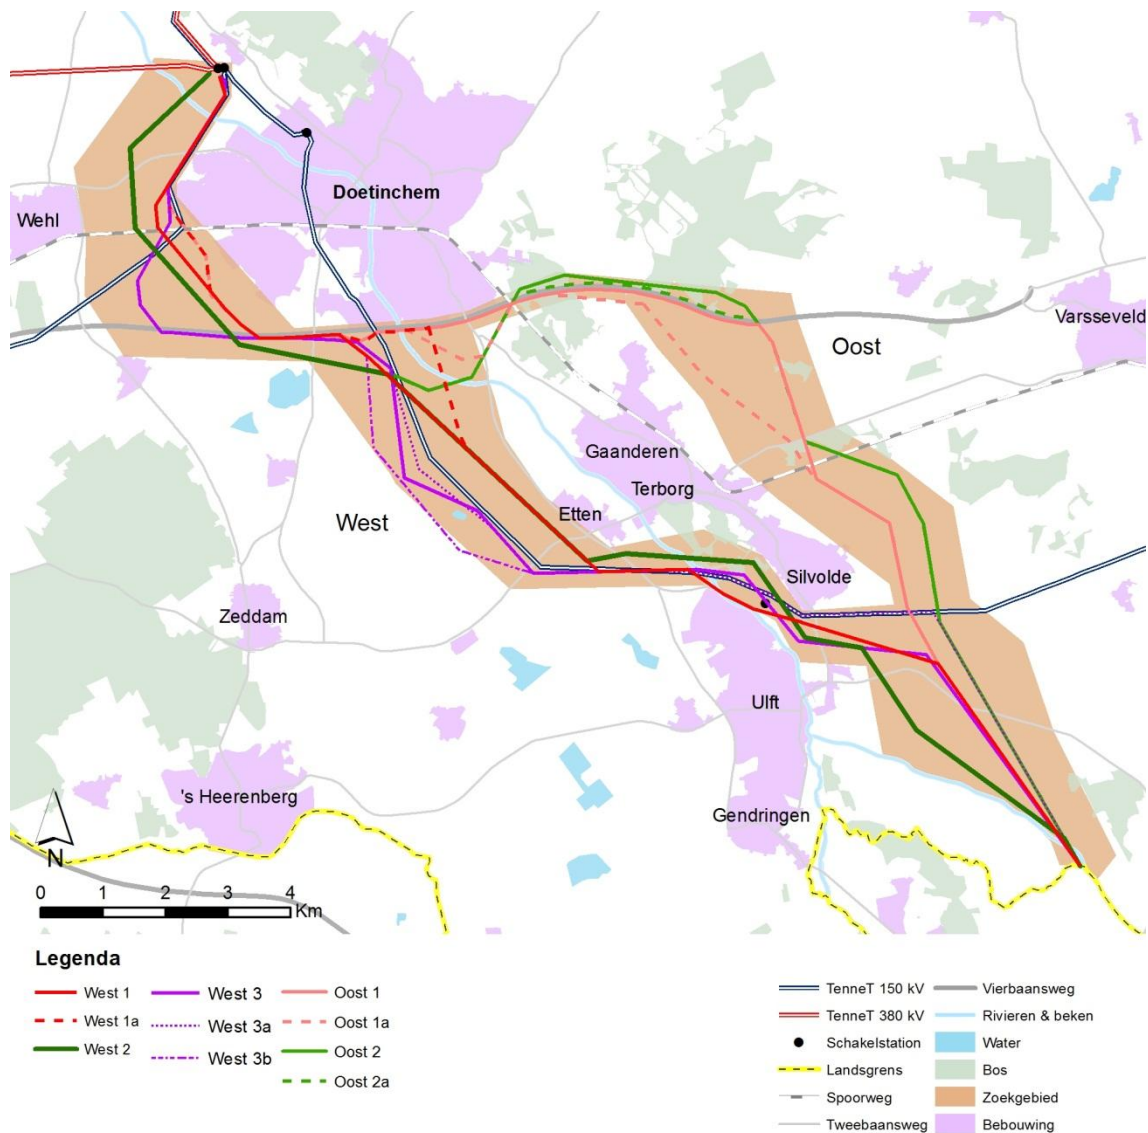 Doetinchem
Wehl
Varsseveld
Oost
Gaanderen
Terborg
Etten
West
Silvolde
Zeddam
Ulft
's Heerenberg
Gendringen
N
0 1 2 3 4
Km
Legenda
West 1
West 1a
West 2
West 3
West 3a
West 3b
Oost 1
Oost 1a
Oost 2
Oost 2a
TenneT 150 kV
TenneT 380 kV
Schakelstation
Landsgrens
Spoorweg
Tweebaansweg
Vierbaansweg
Rivieren & beken
Water
Bos
Zoekgebied
Bebouwing